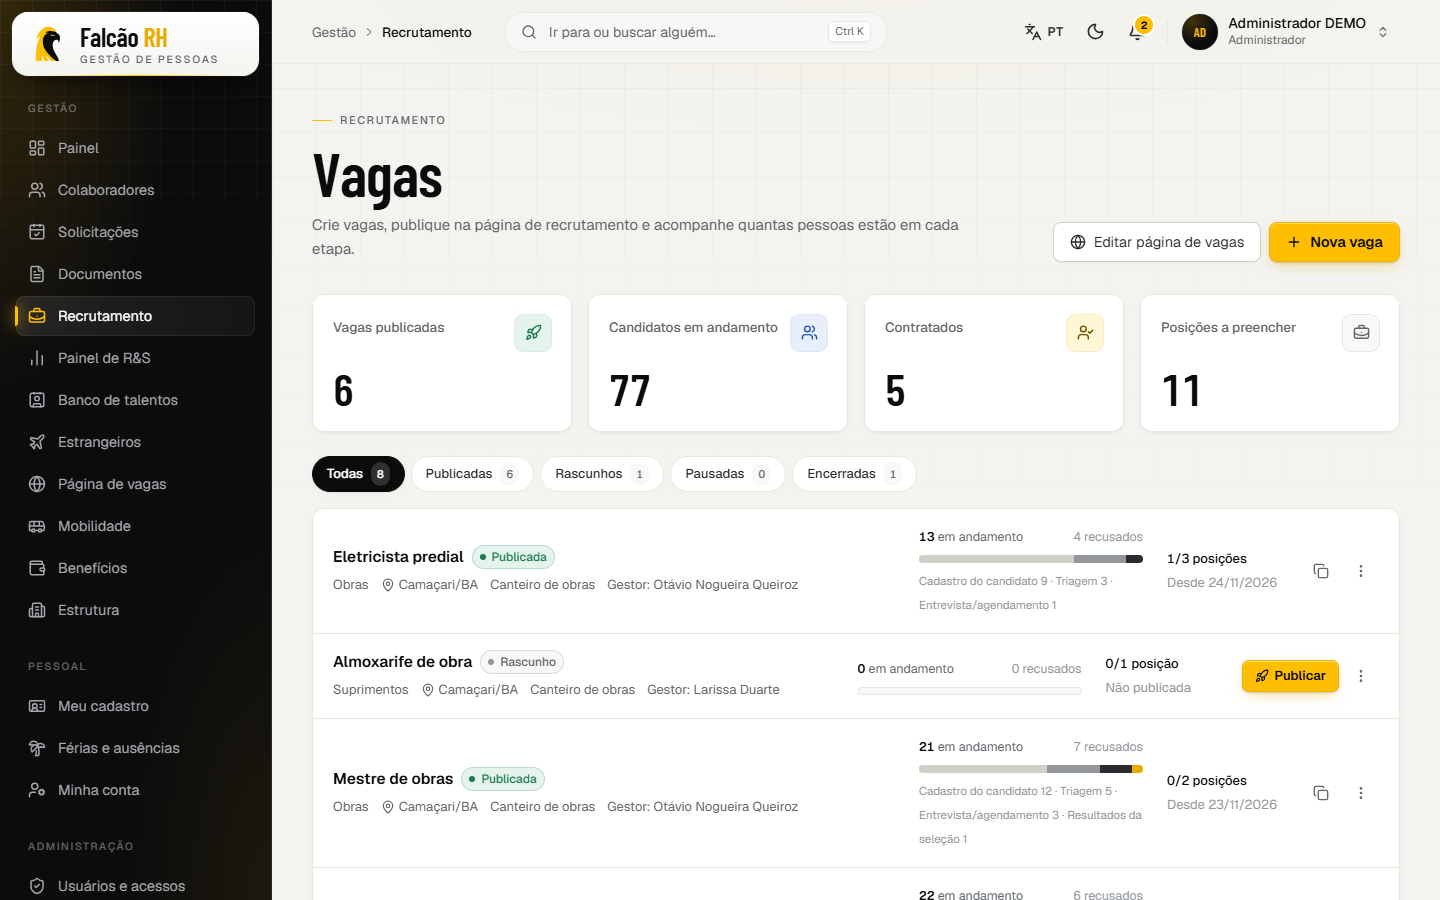 Falcão RH
GESTÃO DE PESSOAS
GESTÃO
Painel
Colaboradores
Solicitações
Documentos
Recrutamento
Painel de R&S
Banco de talentos
Estrangeiros
Página de vagas
Mobilidade
Benefícios
Estrutura
PESSOAL
Meu cadastro
Férias e ausências
Minha conta
ADMINISTRAÇÃO
Usuários e acessos
Gestão > Recrutamento
Ir para ou buscar alguém... Ctrl K
PT
2
AD
Administrador DEMO
Administrador
RECRUTAMENTO
Vagas
Crie vagas, publique na página de recrutamento e acompanhe quantas pessoas estão em cada
etapa.
Editar página de vagas
Nova vaga
Vagas publicadas
6
Candidatos em andamento
77
Contratados
5
Posições a preencher
11
Todas 8
Publicadas 6
Rascunhos 1
Pausadas 0
Encerradas 1
Eletricista predial Publicada
Obras Camaçari/BA Canteiro de obras Gestor: Otávio Nogueira Queiroz
13 em andamento 4 recusados
Cadastro do candidato 9 · Triagem 3 ·
Entrevista/agendamento 1
1/3 posições
Desde 24/11/2026
Almoxarife de obra Rascunho
Suprimentos Camaçari/BA Canteiro de obras Gestor: Larissa Duarte
0 em andamento 0 recusados
0/1 posição
Não publicada
Publicar
Mestre de obras Publicada
Obras Camaçari/BA Canteiro de obras Gestor: Otávio Nogueira Queiroz
21 em andamento 7 recusados
Cadastro do candidato 12 · Triagem 5 ·
Entrevista/agendamento 3 · Resultados da
seleção 1
0/2 posições
Desde 23/11/2026
22 em andamento 6 recusados